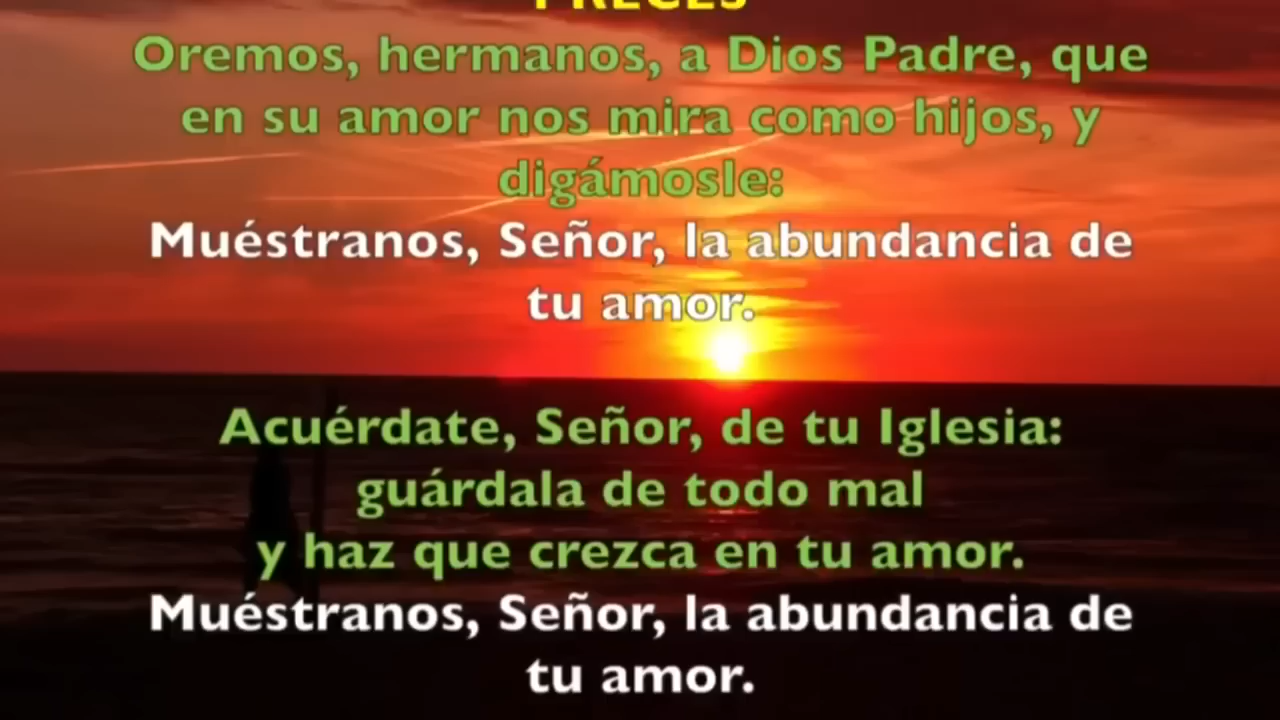 PRECES
Oremos, hermanos, a Dios Padre, que
en su amor nos mira como hijos, y
digámosle:
Muéstranos, Señor, la abundancia de
tu amor.
Acuérdate, Señor, de tu Iglesia:
guárdala de todo mal
y haz que crezca en tu amor.
Muéstranos, Señor, la abundancia de
tu amor.